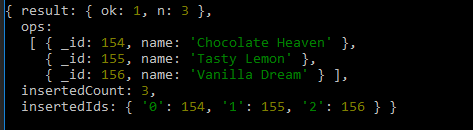 { result: { ok: 1, n: 3 },
ops:
[ { _id: 154, name: 'Chocolate Heaven' },
{ _id: 155, name: 'Tasty Lemon' },
{ _id: 156, name: 'Vanilla Dream' } ],
insertedCount: 3,
insertedIds: { '0': 154, '1': 155, '2': 156 } }